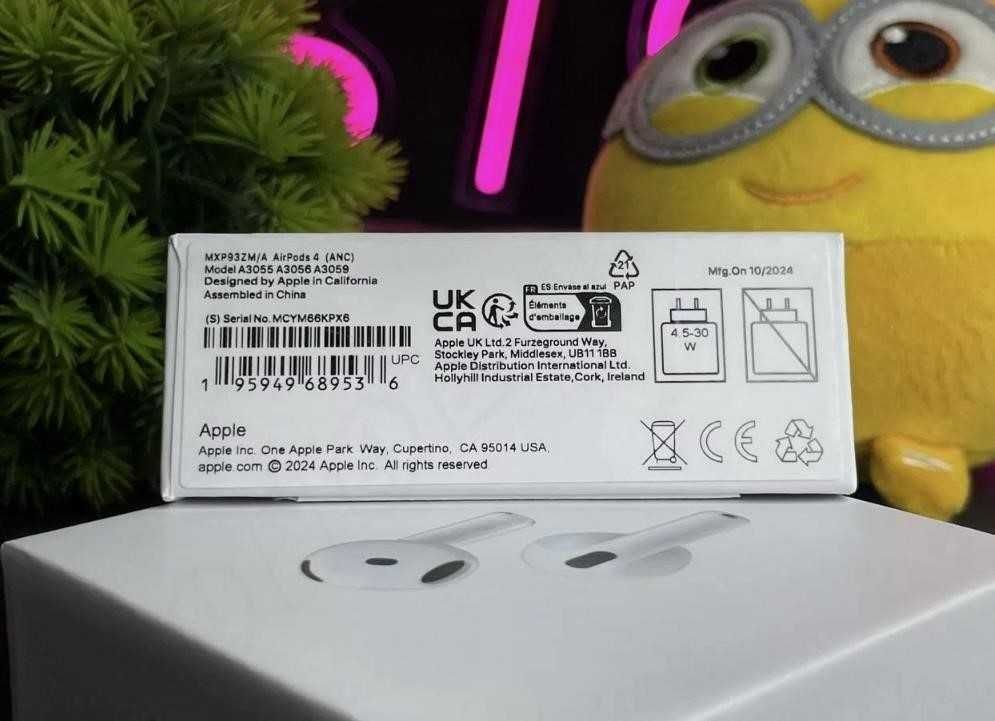 MXP93ZM/A AirPods 4 (ANC)
Model A3055 A3056 A3059
Designed by Apple in California
Assembled in China
(S) Serial No. MCYM66KPX6
UPC
1 95949 68953 6
Apple
Apple Inc. One Apple Park Way, Cupertino, CA 95014 USA.
apple.com © 2024 Apple Inc. All rights reserved.
UK
CA
FR ES Envase al azul
Éléments
d'emballage
21
PAP
Apple UK Ltd.2 Furzeground Way,
Stockley Park, Middlesex, UB11 1BB
Apple Distribution International Ltd.
Hollyhill Industrial Estate,Cork, Ireland
Mfg.On 10/2024
4.5-30
W
CE